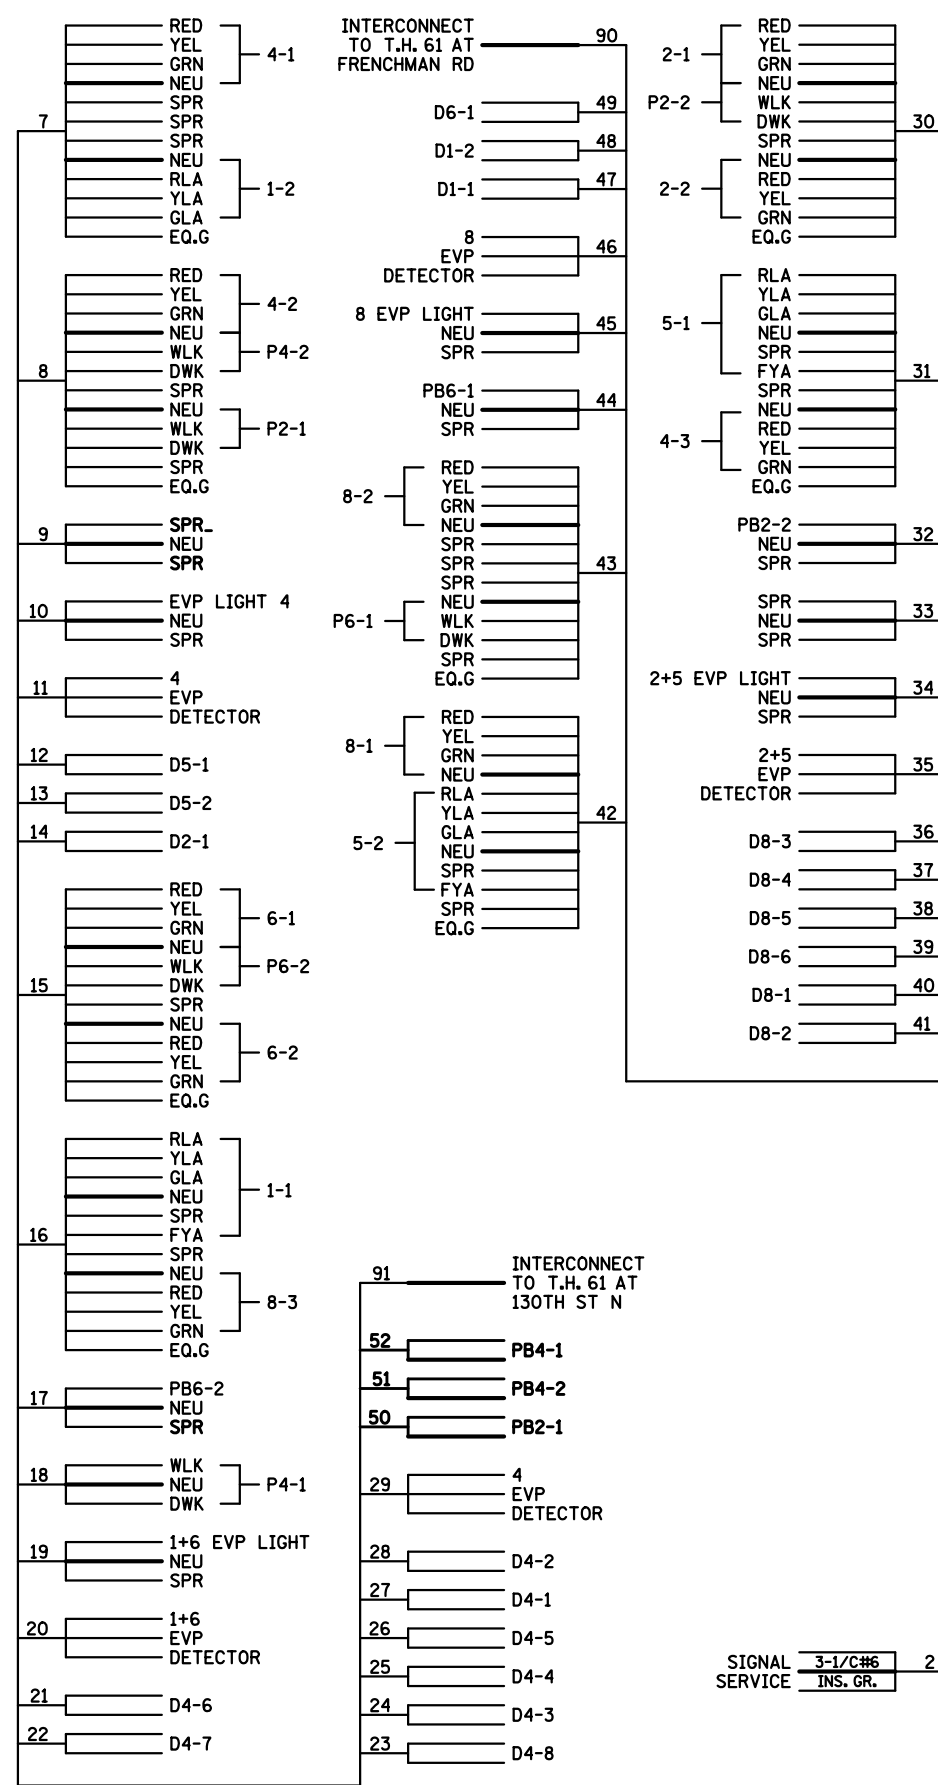 7
RED
YEL
GRN
NEU
SPR
SPR
SPR
NEU
RLA
YLA
GLA
EQ.G
4-1
1-2
8
RED
YEL
GRN
NEU
WLK
DWK
SPR
NEU
WLK
DWK
SPR
EQ.G
4-2
P4-2
P2-1
9
SPR_
NEU
SPR
10
EVP LIGHT 4
NEU
SPR
11
4
EVP
DETECTOR
12
D5-1
13
D5-2
14
D2-1
15
RED
YEL
GRN
NEU
WLK
DWK
SPR
NEU
RED
YEL
GRN
EQ.G
6-1
P6-2
6-2
16
RLA
YLA
GLA
NEU
SPR
FYA
SPR
NEU
RED
YEL
GRN
EQ.G
1-1
8-3
17
PB6-2
NEU
SPR
18
WLK
NEU
DWK
P4-1
19
1+6 EVP LIGHT
NEU
SPR
20
1+6
EVP
DETECTOR
21
D4-6
22
D4-7
INTERCONNECT
TO T.H. 61 AT
FRENCHMAN RD
90
D6-1
49
D1-2
48
D1-1
47
8
EVP
DETECTOR
46
8 EVP LIGHT
NEU
SPR
45
PB6-1
NEU
SPR
44
8-2
P6-1
RED
YEL
GRN
NEU
SPR
SPR
SPR
NEU
WLK
DWK
SPR
EQ.G
43
8-1
5-2
RED
YEL
GRN
NEU
RLA
YLA
GLA
NEU
SPR
FYA
SPR
EQ.G
42
91
INTERCONNECT
TO T.H. 61 AT
130TH ST N
52
PB4-1
51
PB4-2
50
PB2-1
29
4
EVP
DETECTOR
28
D4-2
27
D4-1
26
D4-5
25
D4-4
24
D4-3
23
D4-8
2-1
P2-2
2-2
RED
YEL
GRN
NEU
WLK
DWK
SPR
NEU
RED
YEL
GRN
EQ.G
30
5-1
4-3
RLA
YLA
GLA
NEU
SPR
FYA
SPR
NEU
RED
YEL
GRN
EQ.G
31
PB2-2
NEU
SPR
32
SPR
NEU
SPR
33
2+5 EVP LIGHT
NEU
SPR
34
2+5
EVP
DETECTOR
35
D8-3
36
D8-4
37
D8-5
38
D8-6
39
D8-1
40
D8-2
41
SIGNAL
SERVICE
3-1/C#6
INS. GR.
2